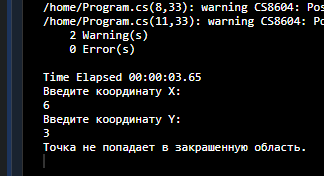 /home/Program.cs(8,33): warning CS8604: Pos
/home/Program.cs(11,33): warning CS8604: Po
2 Warning(s)
0 Error(s)
Time Elapsed 00:00:03.65
Введите координату X:
6
Введите координату Y:
3
Точка не попадает в закрашенную область.